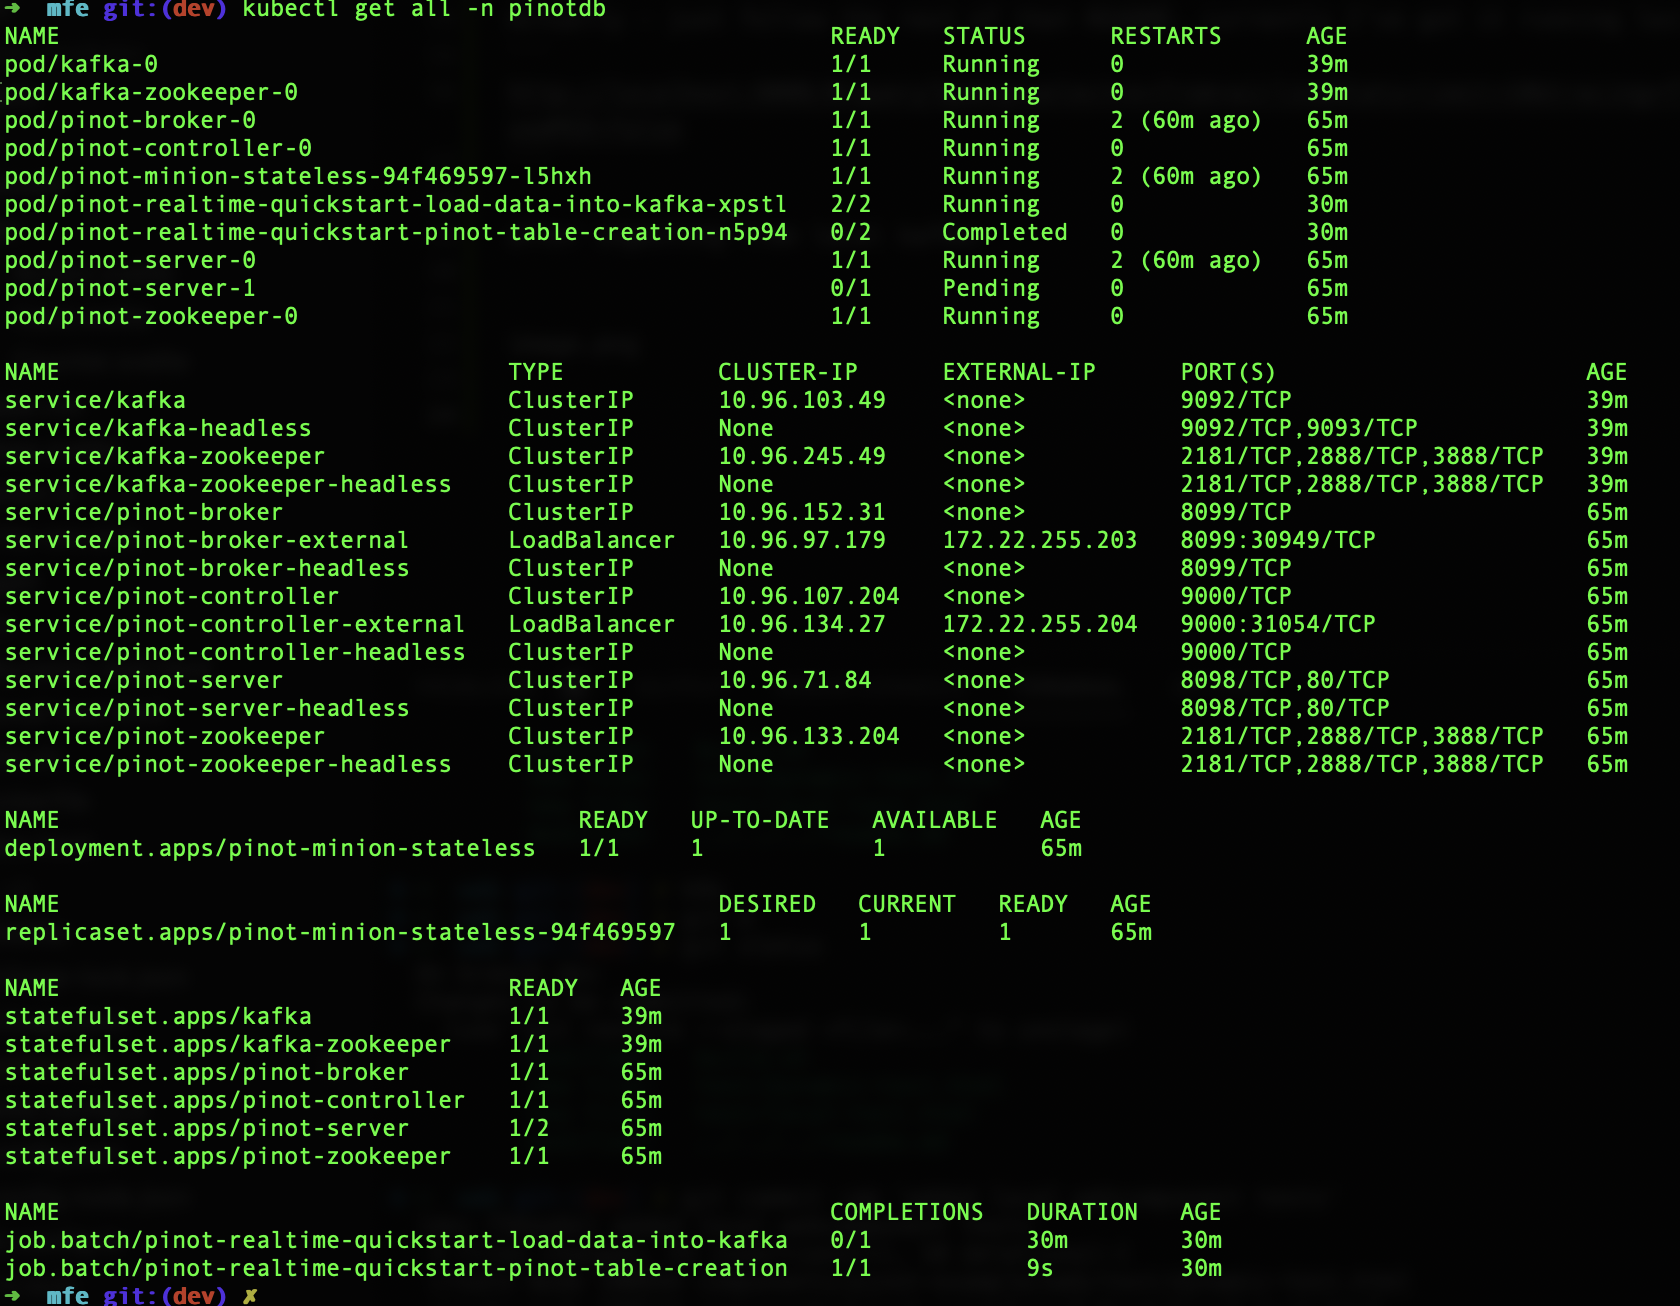 ➜  mfe git:(dev) kubectl get all -n pinotdb
NAME                                                       READY   STATUS      RESTARTS      AGE
pod/kafka-0                                                1/1     Running     0             39m
pod/kafka-zookeeper-0                                      1/1     Running     0             39m
pod/pinot-broker-0                                         1/1     Running     2 (60m ago)   65m
pod/pinot-controller-0                                     1/1     Running     0             65m
pod/pinot-minion-stateless-94f469597-l5hxh                 1/1     Running     2 (60m ago)   65m
pod/pinot-realtime-quickstart-load-data-into-kafka-xpstl   2/2     Running     0             30m
pod/pinot-realtime-quickstart-pinot-table-creation-n5p94   0/2     Completed   0             30m
pod/pinot-server-0                                         1/1     Running     2 (60m ago)   65m
pod/pinot-server-1                                         0/1     Pending     0             65m
pod/pinot-zookeeper-0                                      1/1     Running     0             65m

NAME                                TYPE           CLUSTER-IP      EXTERNAL-IP      PORT(S)                      AGE
service/kafka                       ClusterIP      10.96.103.49    <none>           9092/TCP                     39m
service/kafka-headless              ClusterIP      None            <none>           9092/TCP,9093/TCP            39m
service/kafka-zookeeper             ClusterIP      10.96.245.49    <none>           2181/TCP,2888/TCP,3888/TCP   39m
service/kafka-zookeeper-headless    ClusterIP      None            <none>           2181/TCP,2888/TCP,3888/TCP   39m
service/pinot-broker                ClusterIP      10.96.152.31    <none>           8099/TCP                     65m
service/pinot-broker-external       LoadBalancer   10.96.97.179    172.22.255.203   8099:30949/TCP               65m
service/pinot-broker-headless       ClusterIP      None            <none>           8099/TCP                     65m
service/pinot-controller            ClusterIP      10.96.107.204   <none>           9000/TCP                     65m
service/pinot-controller-external   LoadBalancer   10.96.134.27    172.22.255.204   9000:31054/TCP               65m
service/pinot-controller-headless   ClusterIP      None            <none>           9000/TCP                     65m
service/pinot-server                ClusterIP      10.96.71.84     <none>           8098/TCP,80/TCP              65m
service/pinot-server-headless       ClusterIP      None            <none>           8098/TCP,80/TCP              65m
service/pinot-zookeeper             ClusterIP      10.96.133.204   <none>           2181/TCP,2888/TCP,3888/TCP   65m
service/pinot-zookeeper-headless    ClusterIP      None            <none>           2181/TCP,2888/TCP,3888/TCP   65m

NAME                                     READY   UP-TO-DATE   AVAILABLE   AGE
deployment.apps/pinot-minion-stateless   1/1     1            1           65m

NAME                                               DESIRED   CURRENT   READY   AGE
replicaset.apps/pinot-minion-stateless-94f469597   1         1         1       65m

NAME                                READY   AGE
statefulset.apps/kafka              1/1     39m
statefulset.apps/kafka-zookeeper    1/1     39m
statefulset.apps/pinot-broker       1/1     65m
statefulset.apps/pinot-controller   1/1     65m
statefulset.apps/pinot-server       1/2     65m
statefulset.apps/pinot-zookeeper    1/1     65m

NAME                                                       COMPLETIONS   DURATION   AGE
job.batch/pinot-realtime-quickstart-load-data-into-kafka   0/1           30m        30m
job.batch/pinot-realtime-quickstart-pinot-table-creation   1/1           9s         30m
➜  mfe git:(dev) ✗